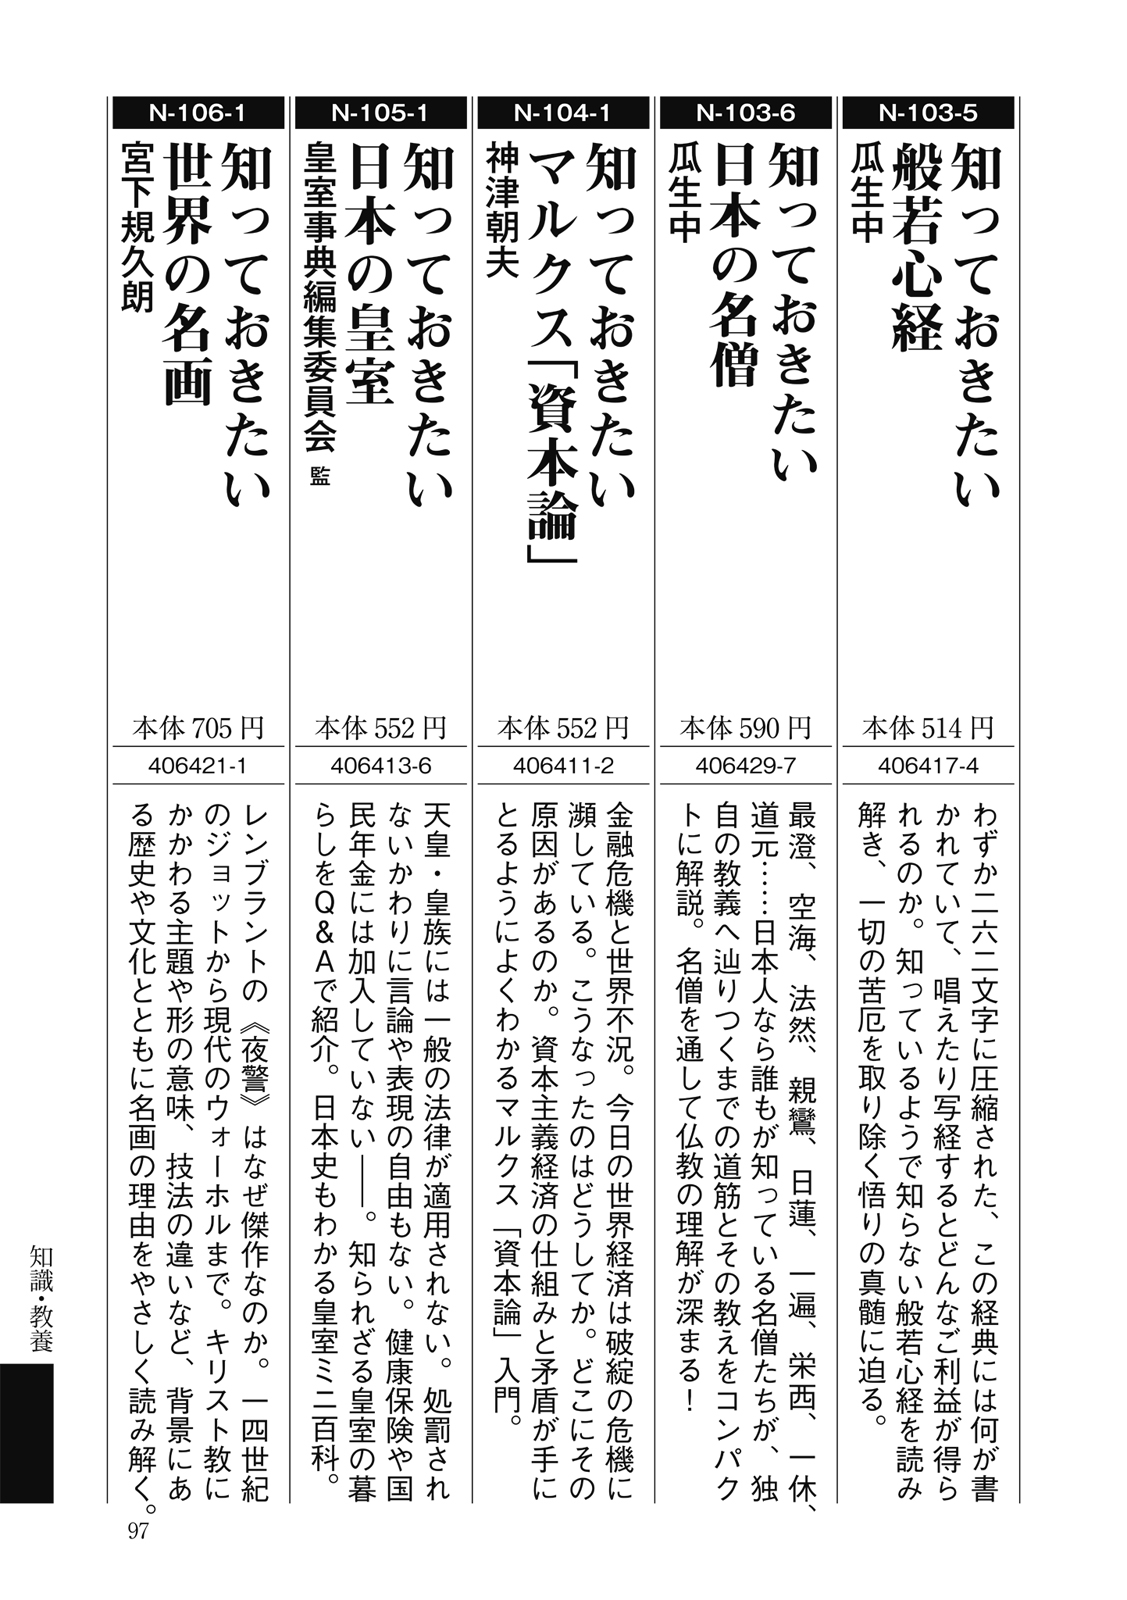 N-103-5
知っておきたい
般若心経
瓜生中
本体 514 円
406417-4
わずか二六二文字に圧縮された、この経典には何が書
かれていて、唱えたり写経するとどんなご利益が得ら
れるのか。知っているようで知らない般若心経を読み
解き、一切の苦厄を取り除く悟りの真髄に迫る。
N-103-6
知っておきたい
日本の名僧
瓜生中
本体 590 円
406429-7
最澄、空海、法然、親鸞、日蓮、一遍、栄西、一休、
道元……日本人なら誰もが知っている名僧たちが、独
自の教義へ辿りつくまでの道筋とその教えをコンパク
トに解説。名僧を通して仏教の理解が深まる！
N-104-1
知っておきたい
マルクス「資本論」
神津朝夫
本体 552 円
406411-2
金融危機と世界不況。今日の世界経済は破綻の危機に
瀕している。こうなったのはどうしてか。どこにその
原因があるのか。資本主義経済の仕組みと矛盾が手に
とるようによくわかるマルクス「資本論」入門。
N-105-1
知っておきたい
日本の皇室
皇室事典編集委員会 監
本体 552 円
406413-6
天皇・皇族には一般の法律が適用されない。処罰され
ないかわりに言論や表現の自由もない。健康保険や国
民年金には加入していない――。知られざる皇室の暮
らしをQ＆Aで紹介。日本史もわかる皇室ミニ百科。
N-106-1
知っておきたい
世界の名画
宮下規久朗
本体 705 円
406421-1
レンブラントの《夜警》はなぜ傑作なのか。一四世紀
のジョットから現代のウォーホルまで。キリスト教に
かかわる主題や形の意味、技法の違いなど、背景にあ
る歴史や文化とともに名画の理由をやさしく読み解く。
知識・教養
97